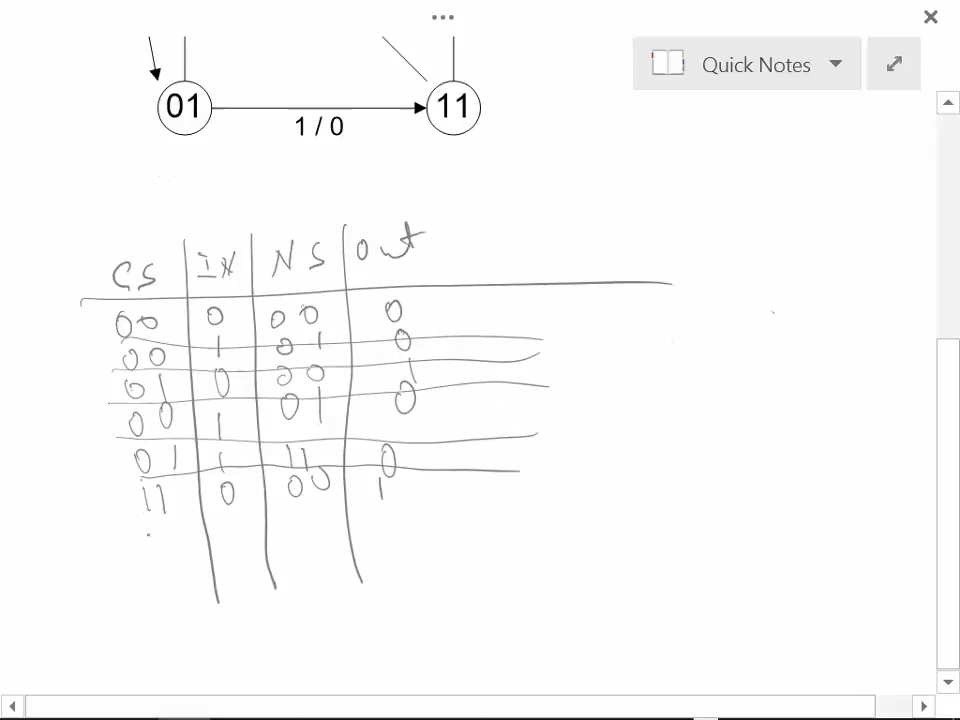 Quick Notes
01 11
1 / 0
CS IN NS Out
00 0 00 0
00 1 01 0
01 0 00 1
00 1 01 0
01 1 11 0
11 0 00 1